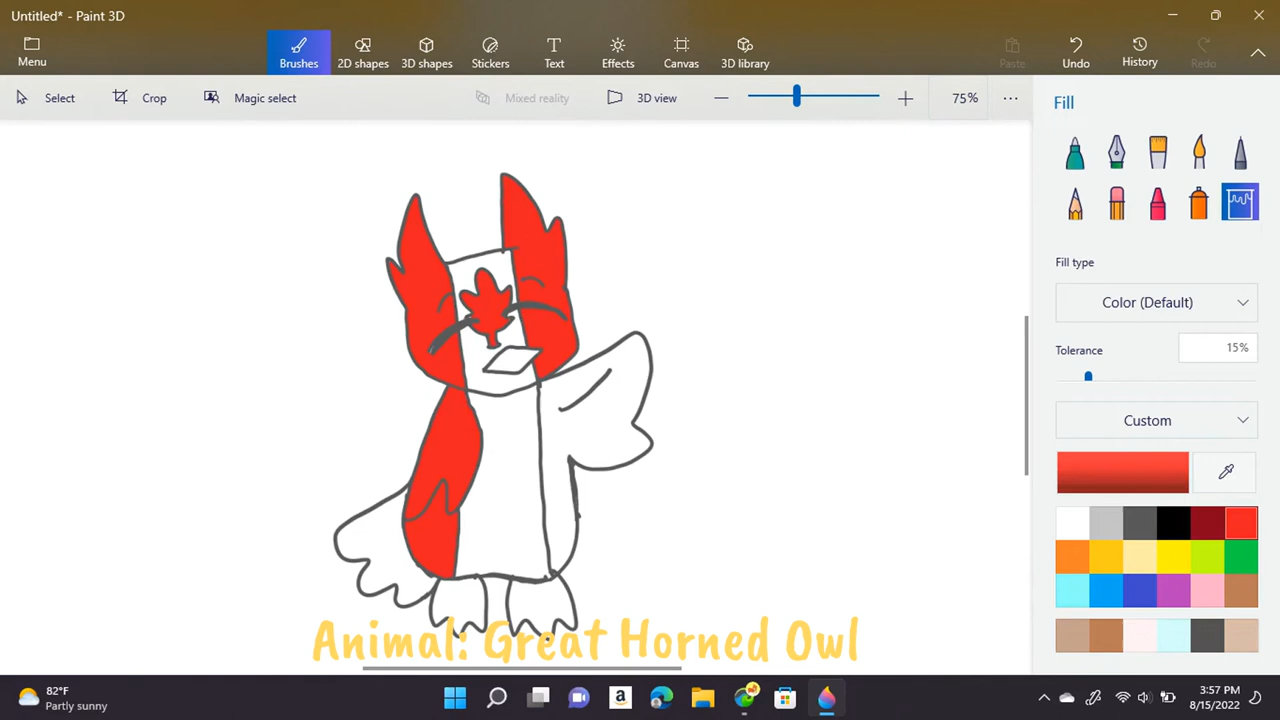 Untitled* - Paint 3D
Menu
Brushes
2D shapes
3D shapes
Stickers
Text
Effects
Canvas
3D library
Paste
Undo
History
Redo
Select
Crop
Magic select
Mixed reality
3D view
75%
Fill
Fill type
Color (Default)
Tolerance
15%
Custom
Animal: Great Horned Owl
82°F
Partly sunny
a
3:57 PM
8/15/2022